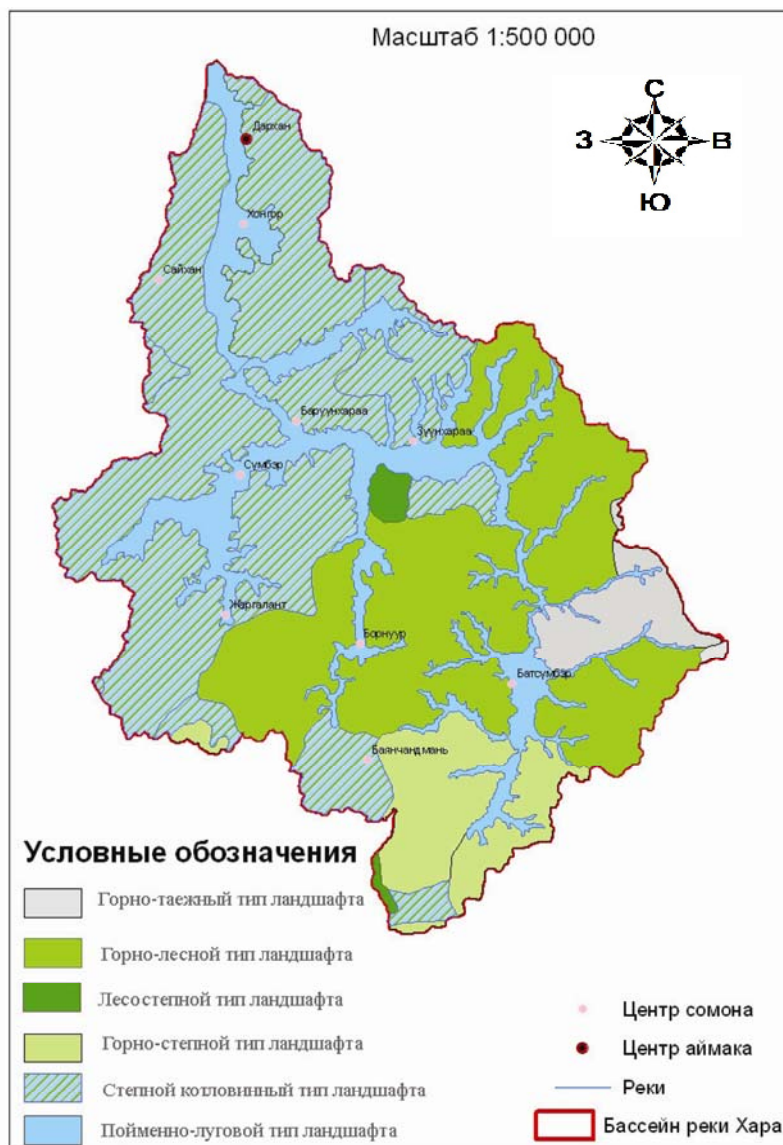 Масштаб 1:500 000
С
З
В
Ю
Дархан
Хонгор
Сайхан
Баруунхараа
Зуунхараа
Сумбэр
Жаргалант
Борнуур
Батсумбэр
Баянчандмань
Условные обозначения
Горно-таежный тип ландшафта
Горно-лесной тип ландшафта
Лесостепной тип ландшафта
Горно-степной тип ландшафта
Степной котловинный тип ландшафта
Пойменно-луговой тип ландшафта
Центр сомона
Центр аймака
Реки
Бассейн реки Хара